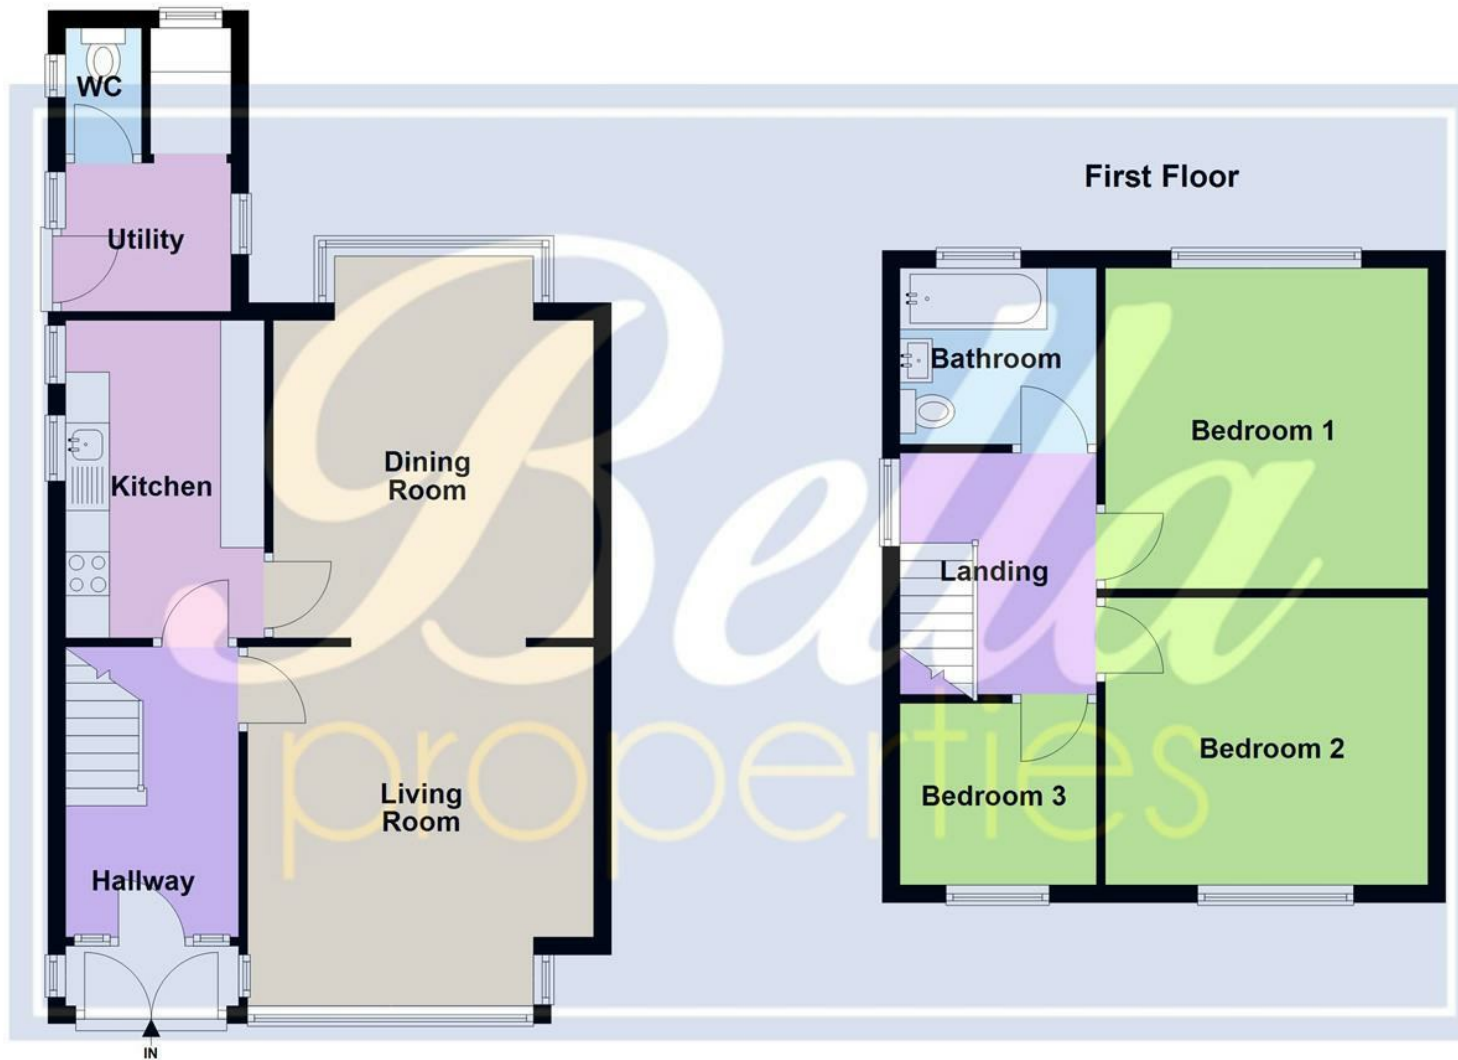 WC
Utility
Kitchen
Dining
Room
Living
Room
Hallway
IN
First Floor
Bathroom
Bedroom 1
Landing
Bedroom 2
Bedroom 3
Bella
properties